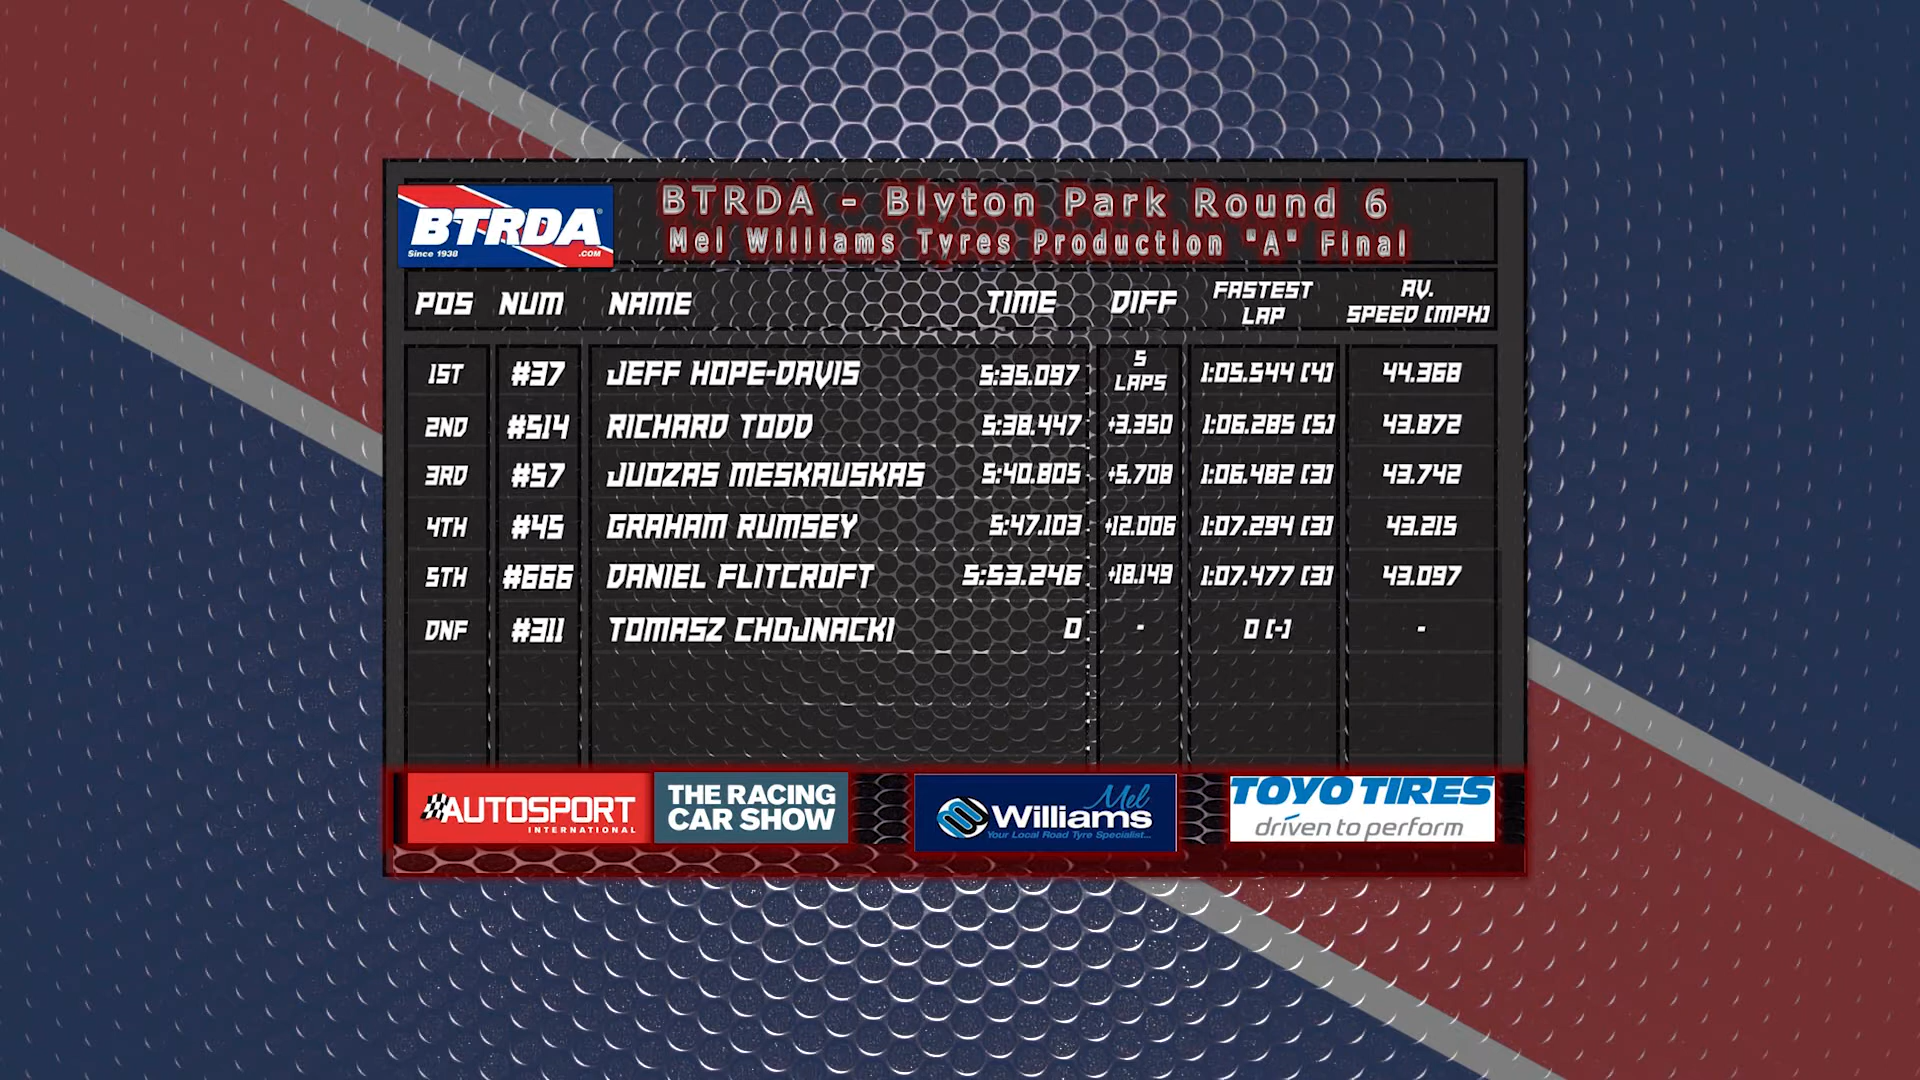 BTRDA - Blyton Park Round 6
Mel Williams Tyres Production "A" Final
BTRDA
Since 1938 .COM
POS NUM NAME TIME DIFF FASTEST LAP AV. SPEED (MPH)
1ST #37 JEFF HOPE-DAVIS 5:35.097 5 LAPS 1:05.544 (4) 44.368
2ND #514 RICHARD TODD 5:38.447 +3.350 1:06.285 (5) 43.872
3RD #57 JUOZAS MESKAUSKAS 5:40.805 +5.708 1:06.482 (3) 43.742
4TH #45 GRAHAM RUMSEY 5:47.103 +12.006 1:07.294 (3) 43.215
5TH #666 DANIEL FLITCROFT 5:53.246 +18.149 1:07.477 (3) 43.097
DNF #311 TOMASZ CHOJNACKI 0 - 0 (-) -
AUTOSPORT
INTERNATIONAL
THE RACING
CAR SHOW
Mel
Williams
Your Local Road Tyre Specialist...
TOYO TIRES
driven to perform